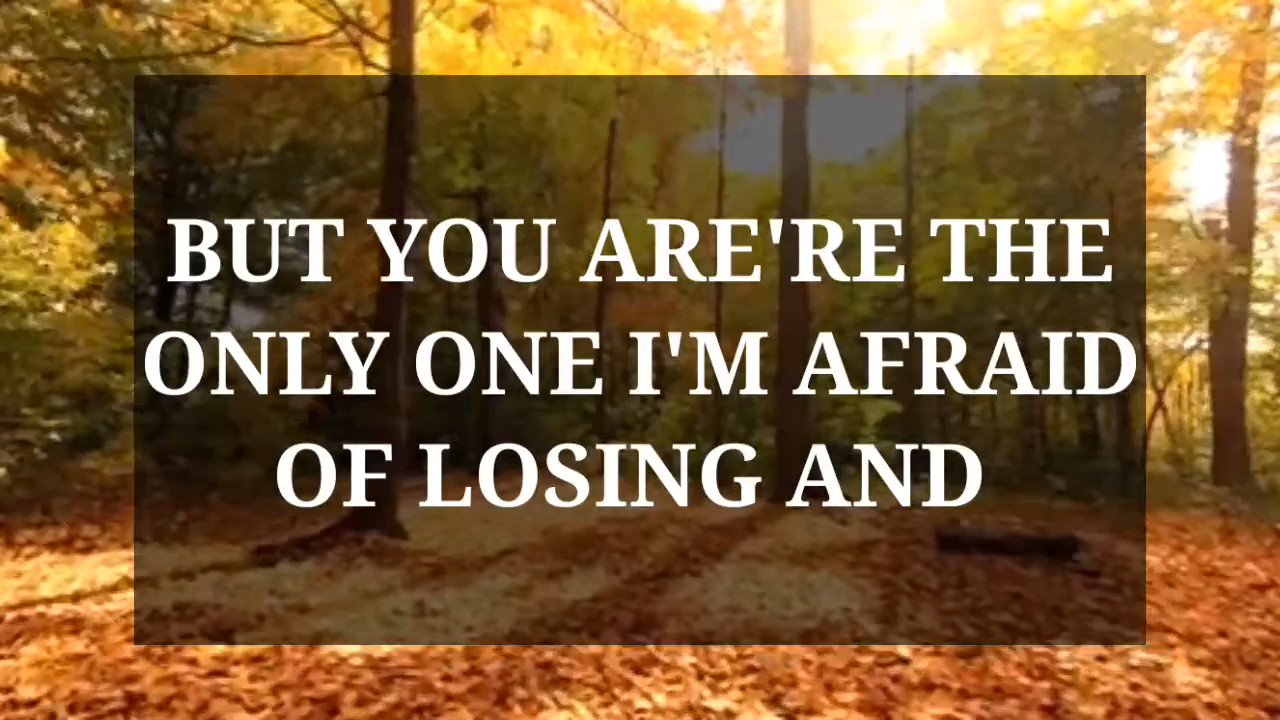 BUT YOU ARE'RE THE
ONLY ONE I'M AFRAID
OF LOSING AND